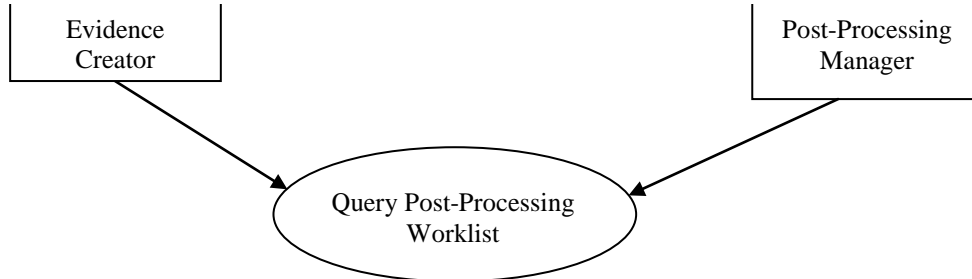 Evidence
Creator
Post-Processing
Manager
Query Post-Processing
Worklist